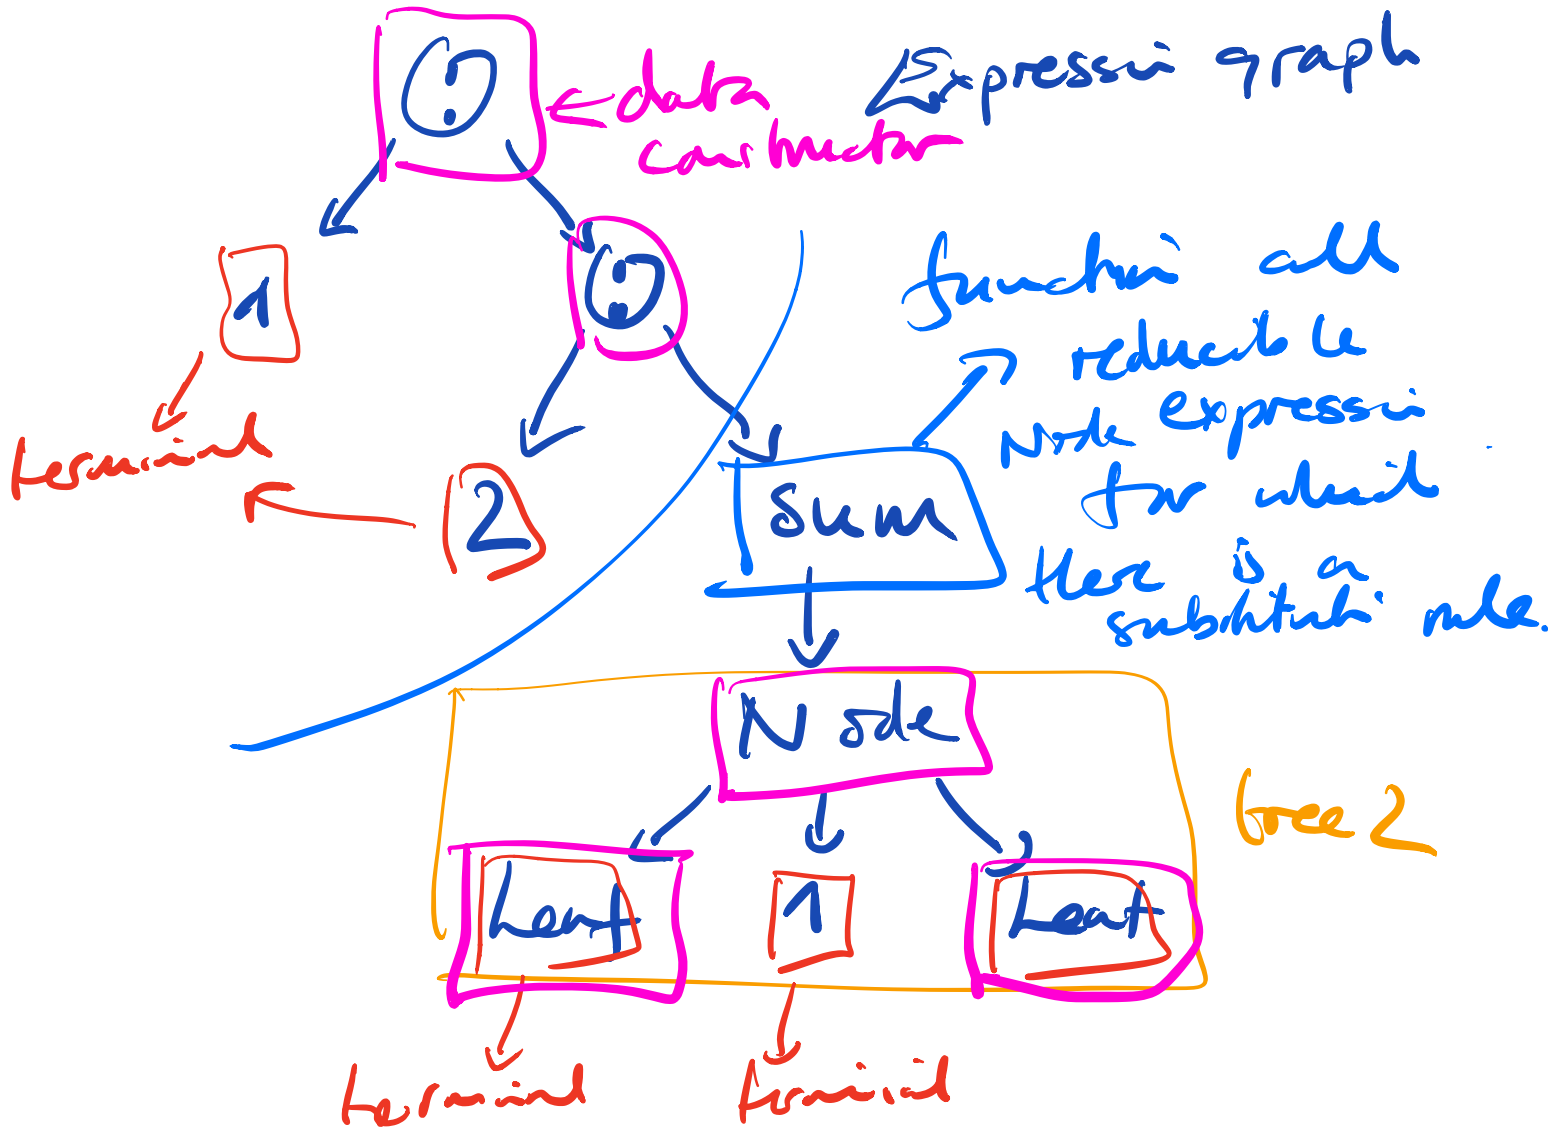 :
← data
constructor
Expression graph
1
:
terminal
2
sum
function call
reducible
Node expression
for which
there is a
substitution rule.
Node
tree 2
Leaf
1
Leaf
terminal
terminal